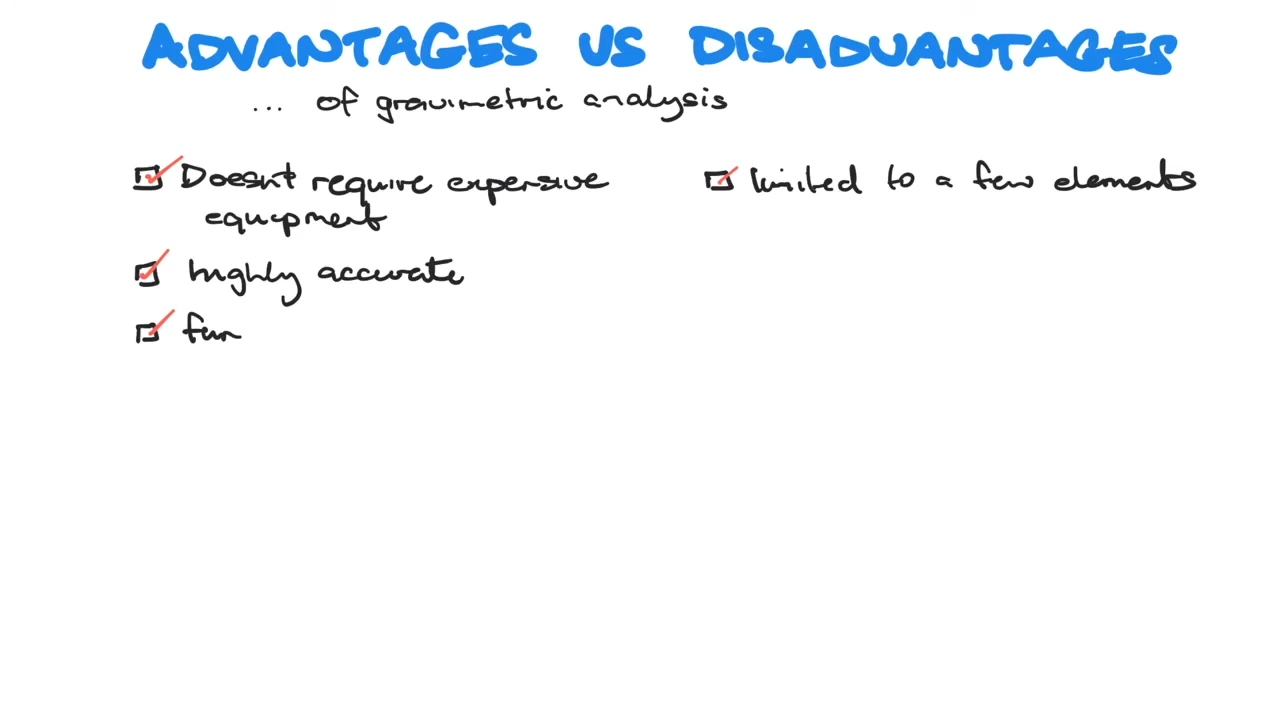 ADVANTAGES VS DISADVANTAGES
... of gravimetric analysis
Doesn't require expensive
equipment
highly accurate
fun
limited to a few elements